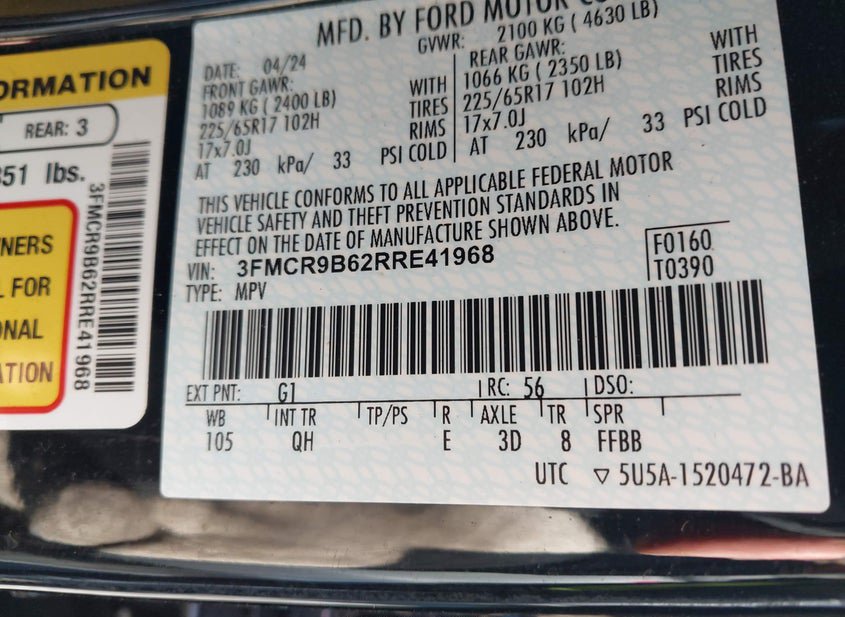 ORMATION
REAR: 3
851 lbs.
3FMCR9B62RRE41968
NERS
L FOR
ONAL
ATION
MFD. BY FORD MOTOR CO
GVWR: 2100 KG ( 4630 LB)
DATE: 04/24
FRONT GAWR:
1089 KG ( 2400 LB) WITH
225/65R17 102H TIRES
17x7.0J RIMS
AT 230 kPa/ 33 PSI COLD
REAR GAWR:
1066 KG ( 2350 LB) WITH
225/65R17 102H TIRES
17x7.0J RIMS
AT 230 kPa/ 33 PSI COLD
THIS VEHICLE CONFORMS TO ALL APPLICABLE FEDERAL MOTOR
VEHICLE SAFETY AND THEFT PREVENTION STANDARDS IN
EFFECT ON THE DATE OF MANUFACTURE SHOWN ABOVE.
VIN: 3FMCR9B62RRE41968
F0160
TYPE: MPV
T0390
EXT PNT: G1 RC: 56 DSO:
WB INT TR TP/PS R AXLE TR SPR
105 QH E 3D 8 FFBB
UTC ▽ 5U5A-1520472-BA